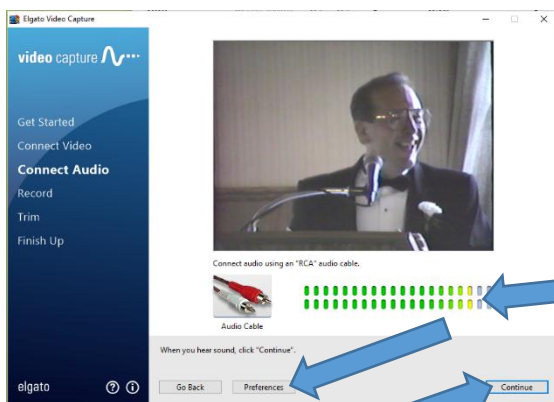 Elgato Video Capture
video capture
Get Started
Connect Video
Connect Audio
Record
Trim
Finish Up
Connect audio using an "RCA" audio cable.
Audio Cable
When you hear sound, click "Continue".
elgato
Go Back
Preferences
Continue